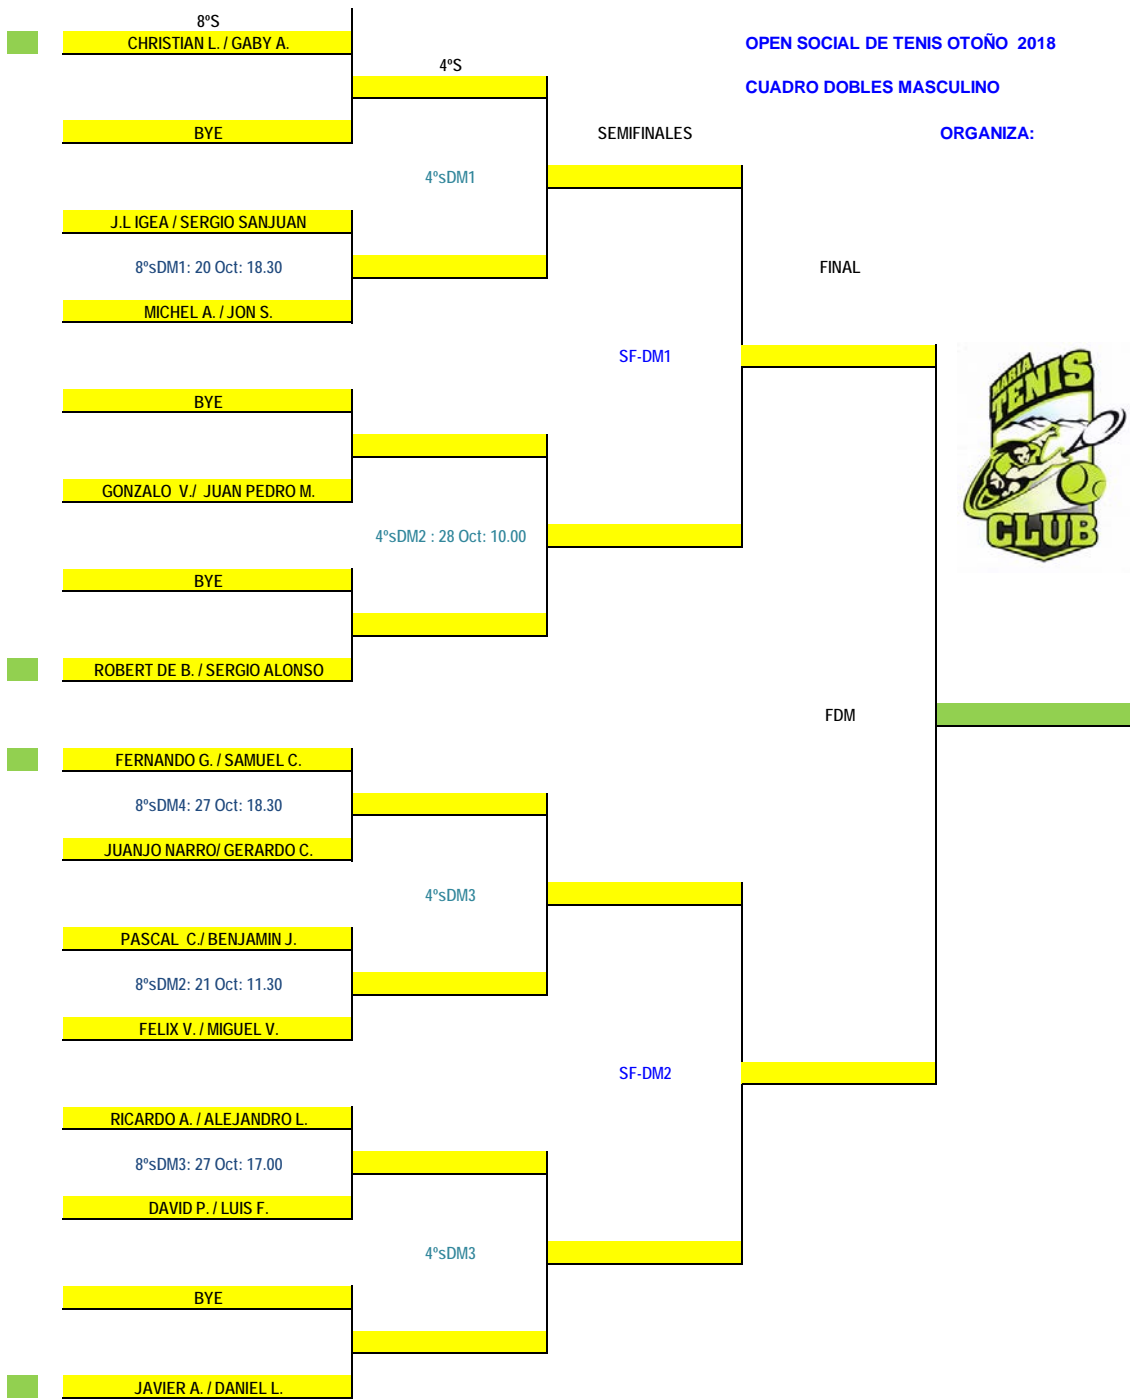 8ºS
CHRISTIAN L. / GABY A.
OPEN SOCIAL DE TENIS OTOÑO 2018
4ºS
CUADRO DOBLES MASCULINO
BYE
SEMIFINALES
ORGANIZA:
4ºsDM1
J.L IGEA / SERGIO SANJUAN
8ºsDM1: 20 Oct: 18.30
FINAL
MICHEL A. / JON S.
SF-DM1
MARIA
TENIS
CLUB
BYE
GONZALO V./ JUAN PEDRO M.
4ºsDM2 : 28 Oct: 10.00
BYE
ROBERT DE B. / SERGIO ALONSO
FDM
FERNANDO G. / SAMUEL C.
8ºsDM4: 27 Oct: 18.30
JUANJO NARRO/ GERARDO C.
4ºsDM3
PASCAL C./ BENJAMIN J.
8ºsDM2: 21 Oct: 11.30
FELIX V. / MIGUEL V.
SF-DM2
RICARDO A. / ALEJANDRO L.
8ºsDM3: 27 Oct: 17.00
DAVID P. / LUIS F.
4ºsDM3
BYE
JAVIER A. / DANIEL L.